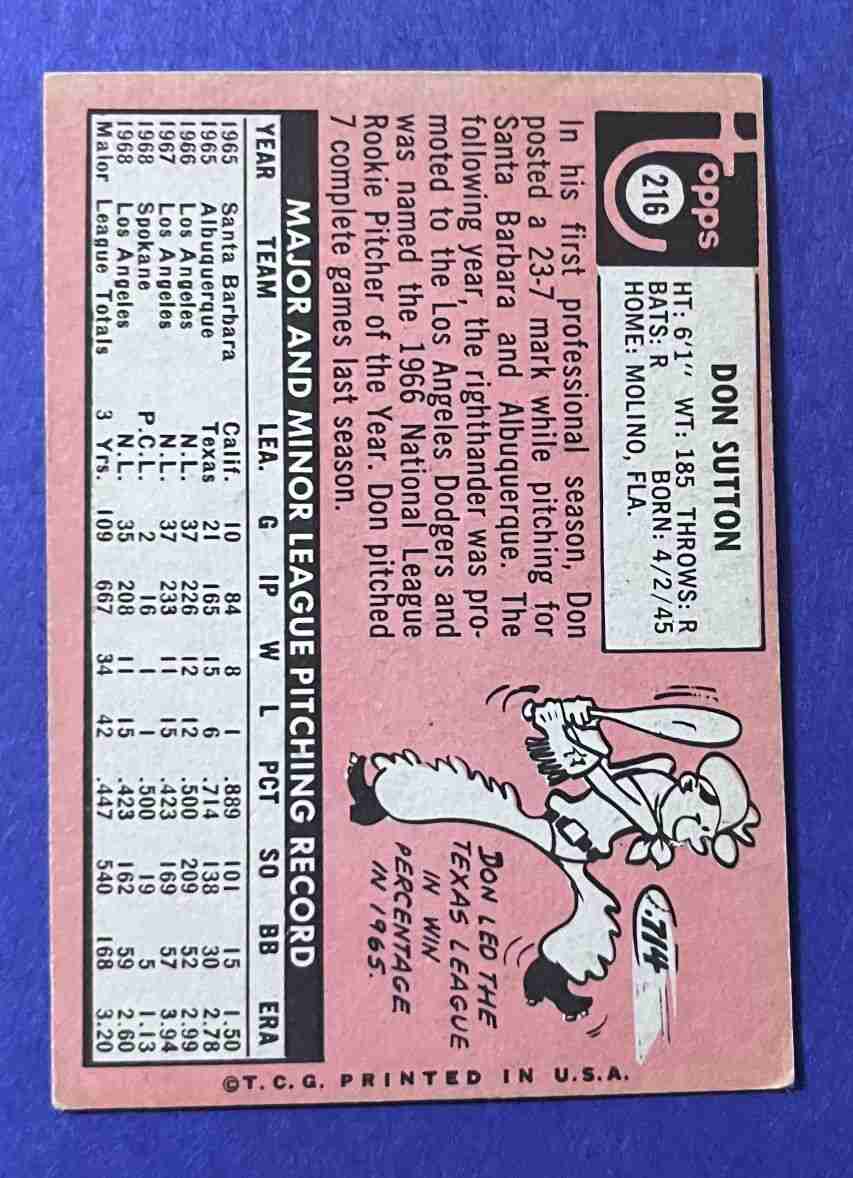 Topps
216
DON SUTTON
HT: 6'1" WT: 185 THROWS: R
BATS: R BORN: 4/2/45
HOME: MOLINO, FLA.
In his first professional season, Don
posted a 23-7 mark while pitching for
Santa Barbara and Albuquerque. The
following year, the righthander was pro-
moted to the Los Angeles Dodgers and
was named the 1966 National League
Rookie Pitcher of the Year. Don pitched
7 complete games last season.
.714
DON LED THE
TEXAS LEAGUE
IN WIN
PERCENTAGE
IN 1965.
MAJOR AND MINOR LEAGUE PITCHING RECORD
YEAR TEAM LEA. G IP W L PCT SO BB ERA
1965 Santa Barbara Calif. 10 84 8 1 .889 101 15 1.50
1965 Albuquerque Texas 21 165 15 6 .714 138 30 2.78
1966 Los Angeles N.L. 37 226 12 12 .500 209 52 2.99
1967 Los Angeles N.L. 37 233 11 15 .423 169 57 3.94
1968 Spokane P.C.L. 2 16 1 1 .500 19 5 1.13
1968 Los Angeles N.L. 35 208 11 15 .423 162 59 2.60
Major League Totals 3 Yrs. 109 667 34 42 .447 540 168 3.20
©T.C.G. PRINTED IN U.S.A.